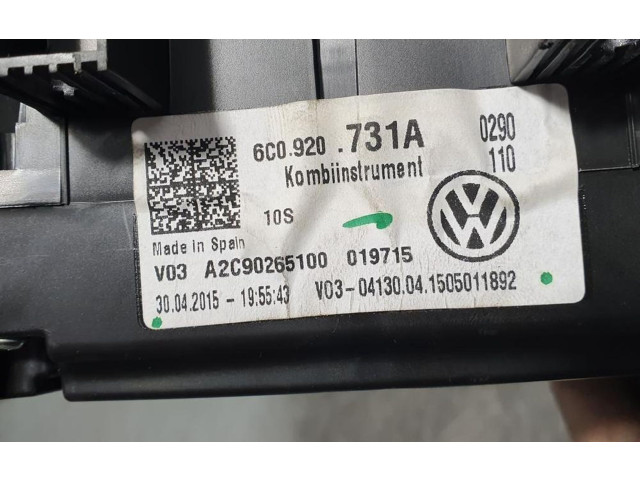 6C0.920 .731A 0290
Kombiinstrument 110
10S
Made in Spain
V03 A2C90265100 019715
30.04.2015 - 19:55:43 V03-04130.04.1505011892